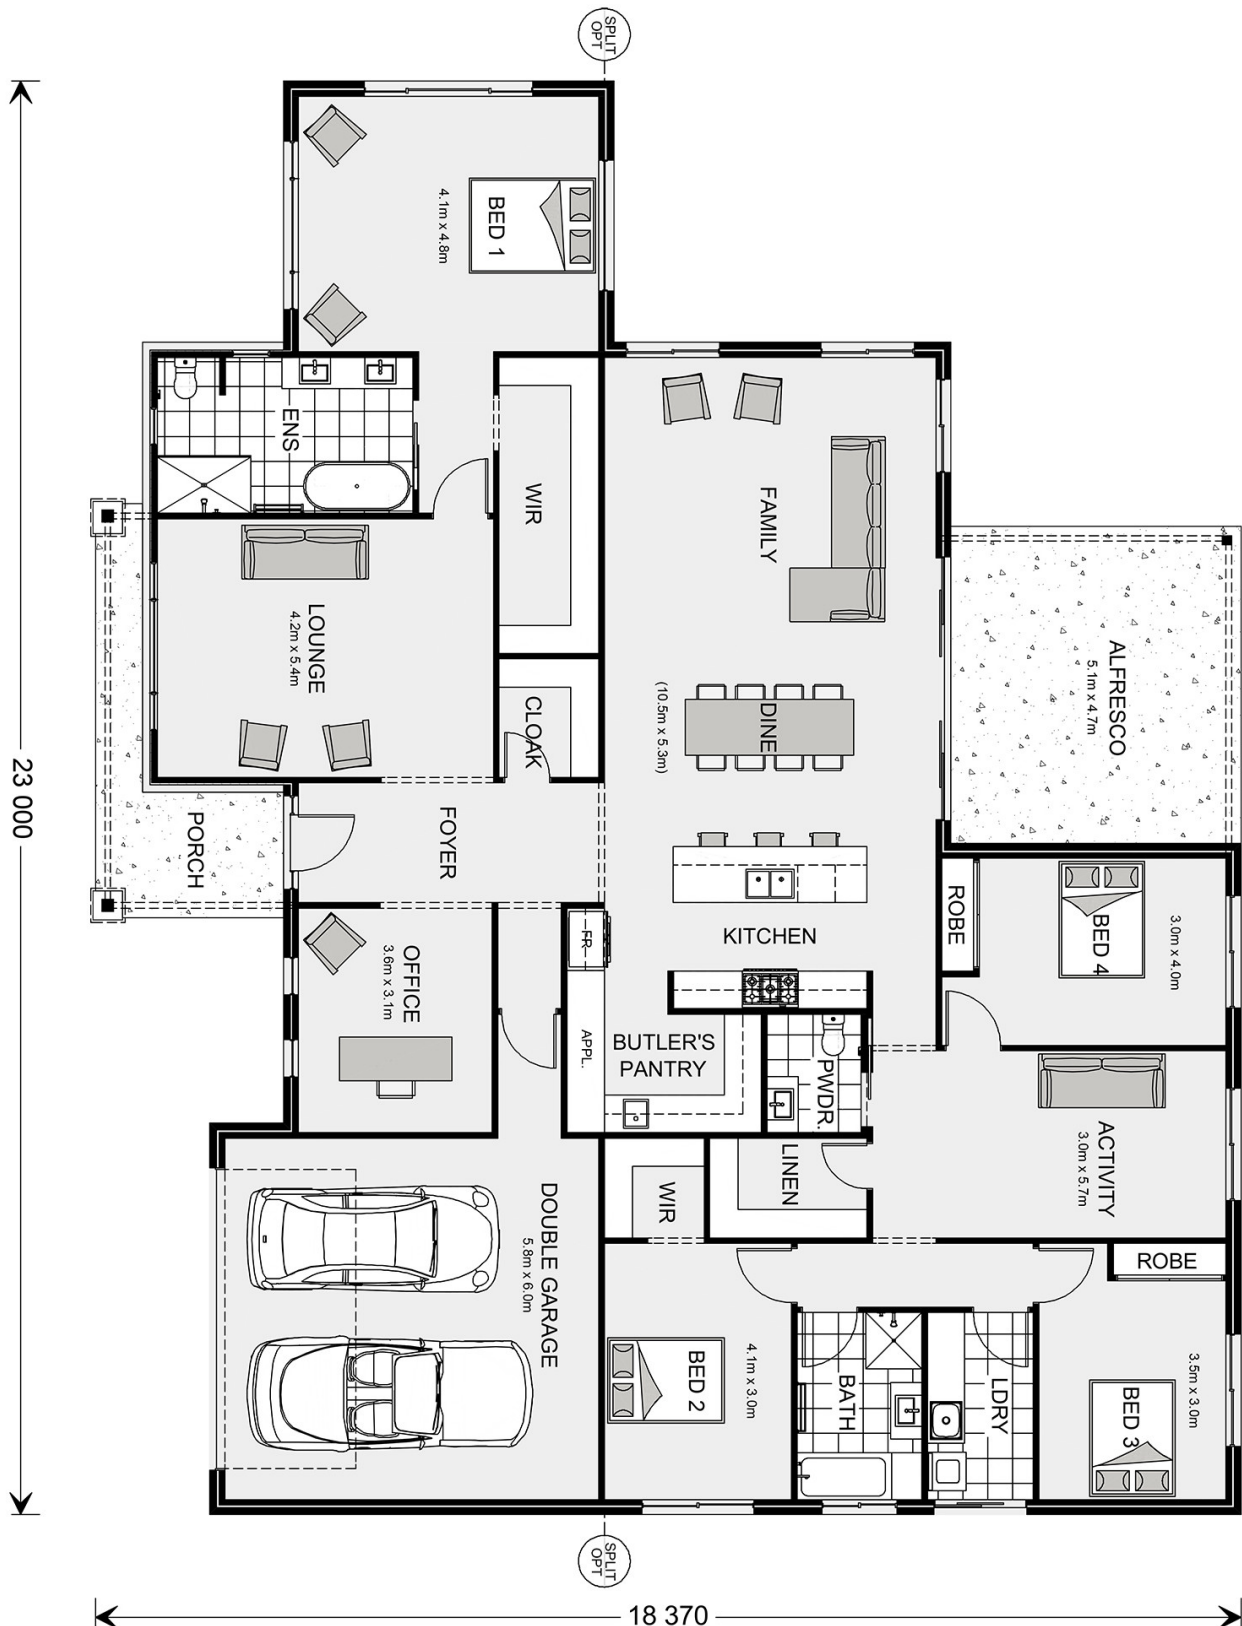 SPLIT
OPT
BED 1
4.1m x 4.8m
ENS
WIR
FAMILY
LOUNGE
4.2m x 5.4m
ALFRESCO
5.1m x 4.7m
CLOAK
DINE
(10.5m x 5.3m)
23 000
PORCH
FOYER
ROBE
BED 4
3.0m x 4.0m
FR
KITCHEN
OFFICE
3.6m x 3.1m
APPL.
BUTLER'S
PANTRY
PWDR.
ACTIVITY
3.0m x 5.7m
LINEN
WIR
DOUBLE GARAGE
5.8m x 6.0m
ROBE
BED 2
4.1m x 3.0m
BATH
LDRY
BED 3
3.5m x 3.0m
SPLIT
OPT
18 370